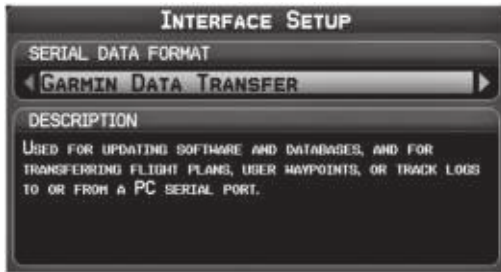 INTERFACE SETUP
SERIAL DATA FORMAT
GARMIN DATA TRANSFER
DESCRIPTION
USED FOR UPDATING SOFTWARE AND DATABASES, AND FOR
TRANSFERRING FLIGHT PLANS, USER WAYPOINTS, OR TRACK LOGS
TO OR FROM A PC SERIAL PORT.